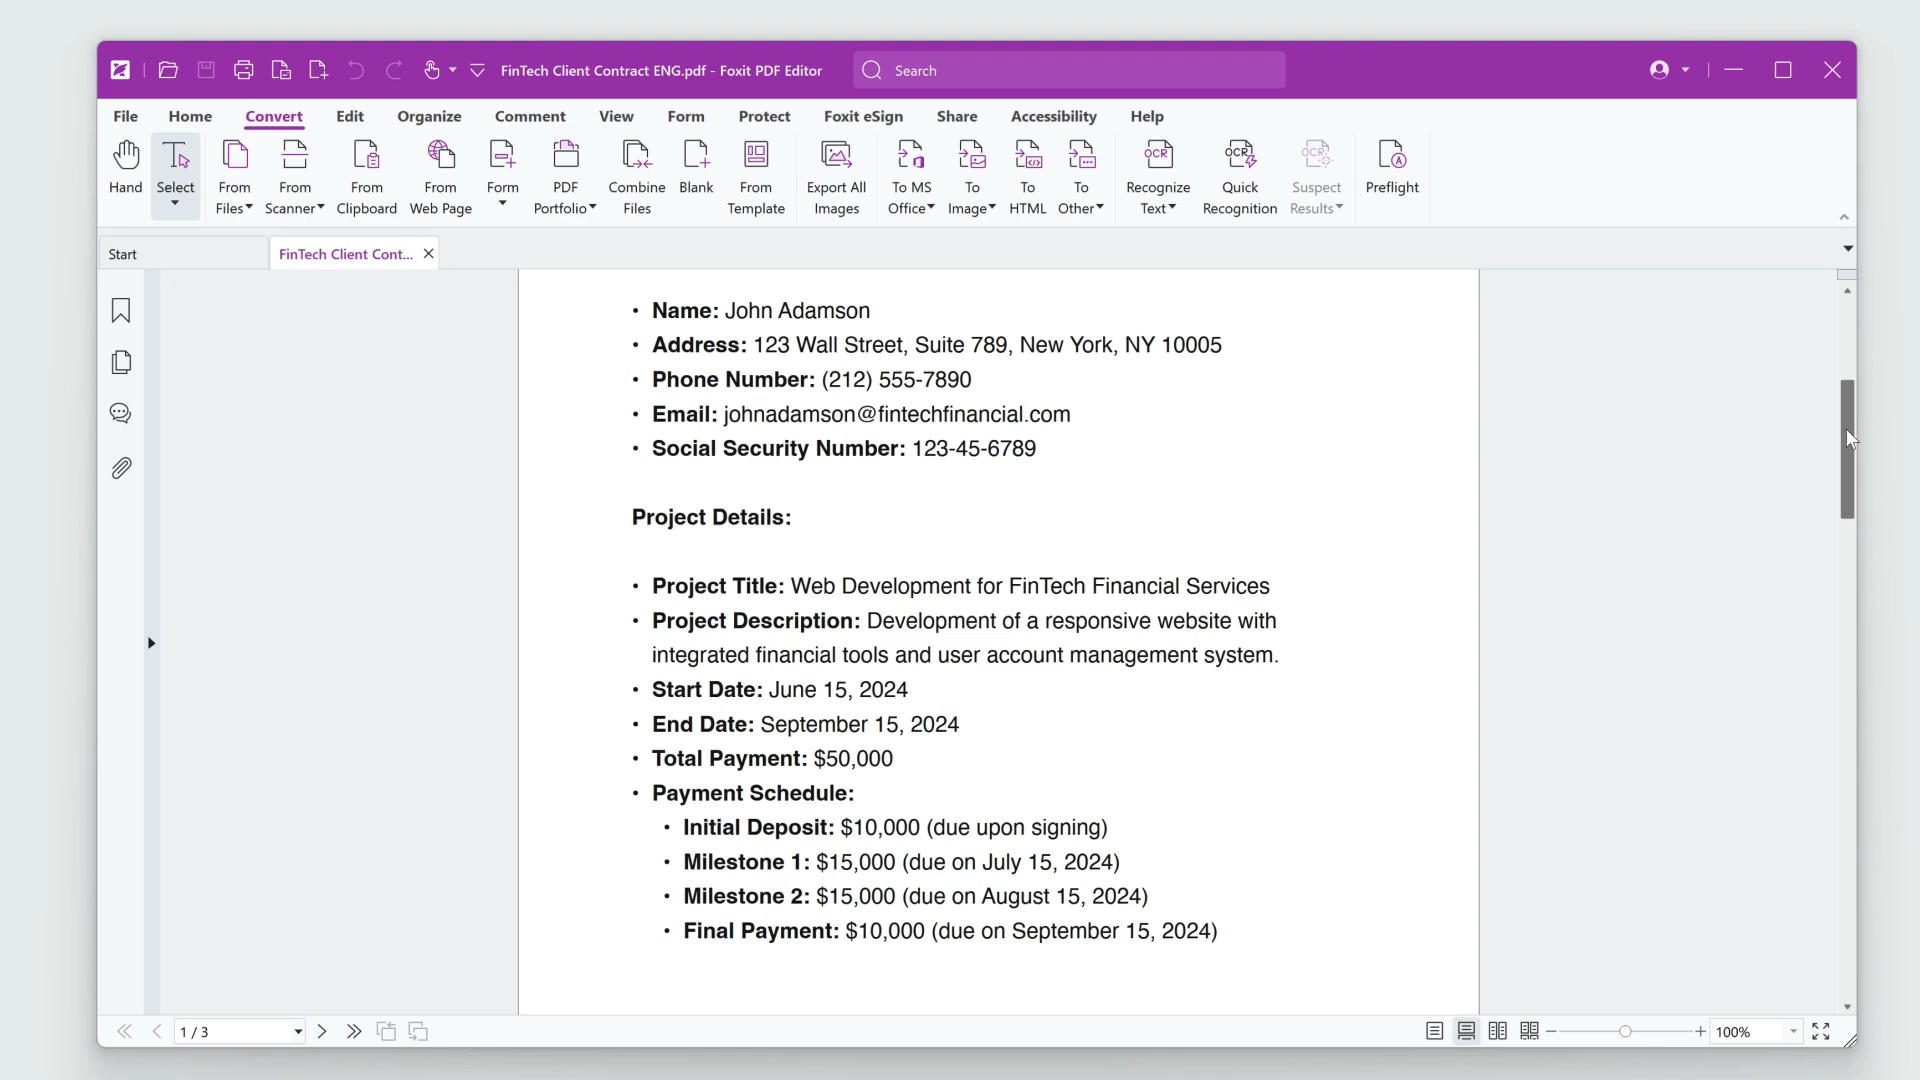 FinTech Client Contract ENG.pdf - Foxit PDF Editor
Search
File Home Convert Edit Organize Comment View Form Protect Foxit eSign Share Accessibility Help
Hand
Select
From Files
From Scanner
From Clipboard
From Web Page
Form
PDF Portfolio
Combine Files
Blank
From Template
Export All Images
To MS Office
To Image
To HTML
To Other
OCR
Recognize Text
OCR
Quick Recognition
OCR
Suspect Results
Preflight
Start
FinTech Client Cont...
• Name: John Adamson
• Address: 123 Wall Street, Suite 789, New York, NY 10005
• Phone Number: (212) 555-7890
• Email: johnadamson@fintechfinancial.com
• Social Security Number: 123-45-6789
Project Details:
• Project Title: Web Development for FinTech Financial Services
• Project Description: Development of a responsive website with
integrated financial tools and user account management system.
• Start Date: June 15, 2024
• End Date: September 15, 2024
• Total Payment: $50,000
• Payment Schedule:
• Initial Deposit: $10,000 (due upon signing)
• Milestone 1: $15,000 (due on July 15, 2024)
• Milestone 2: $15,000 (due on August 15, 2024)
• Final Payment: $10,000 (due on September 15, 2024)
1 / 3
100%